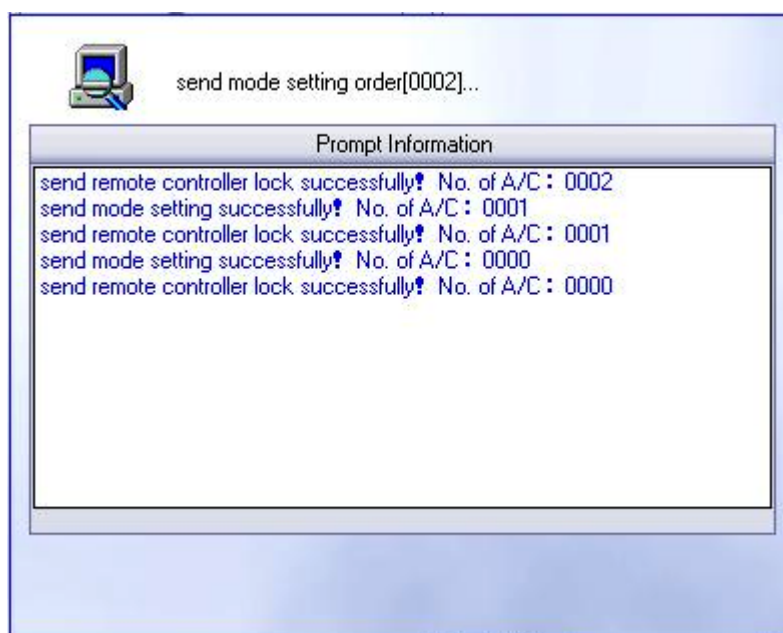 send mode setting order[0002]...
Prompt Information
send remote controller lock successfully! No. of A/C: 0002
send mode setting successfully! No. of A/C: 0001
send remote controller lock successfully! No. of A/C: 0001
send mode setting successfully! No. of A/C: 0000
send remote controller lock successfully! No. of A/C: 0000